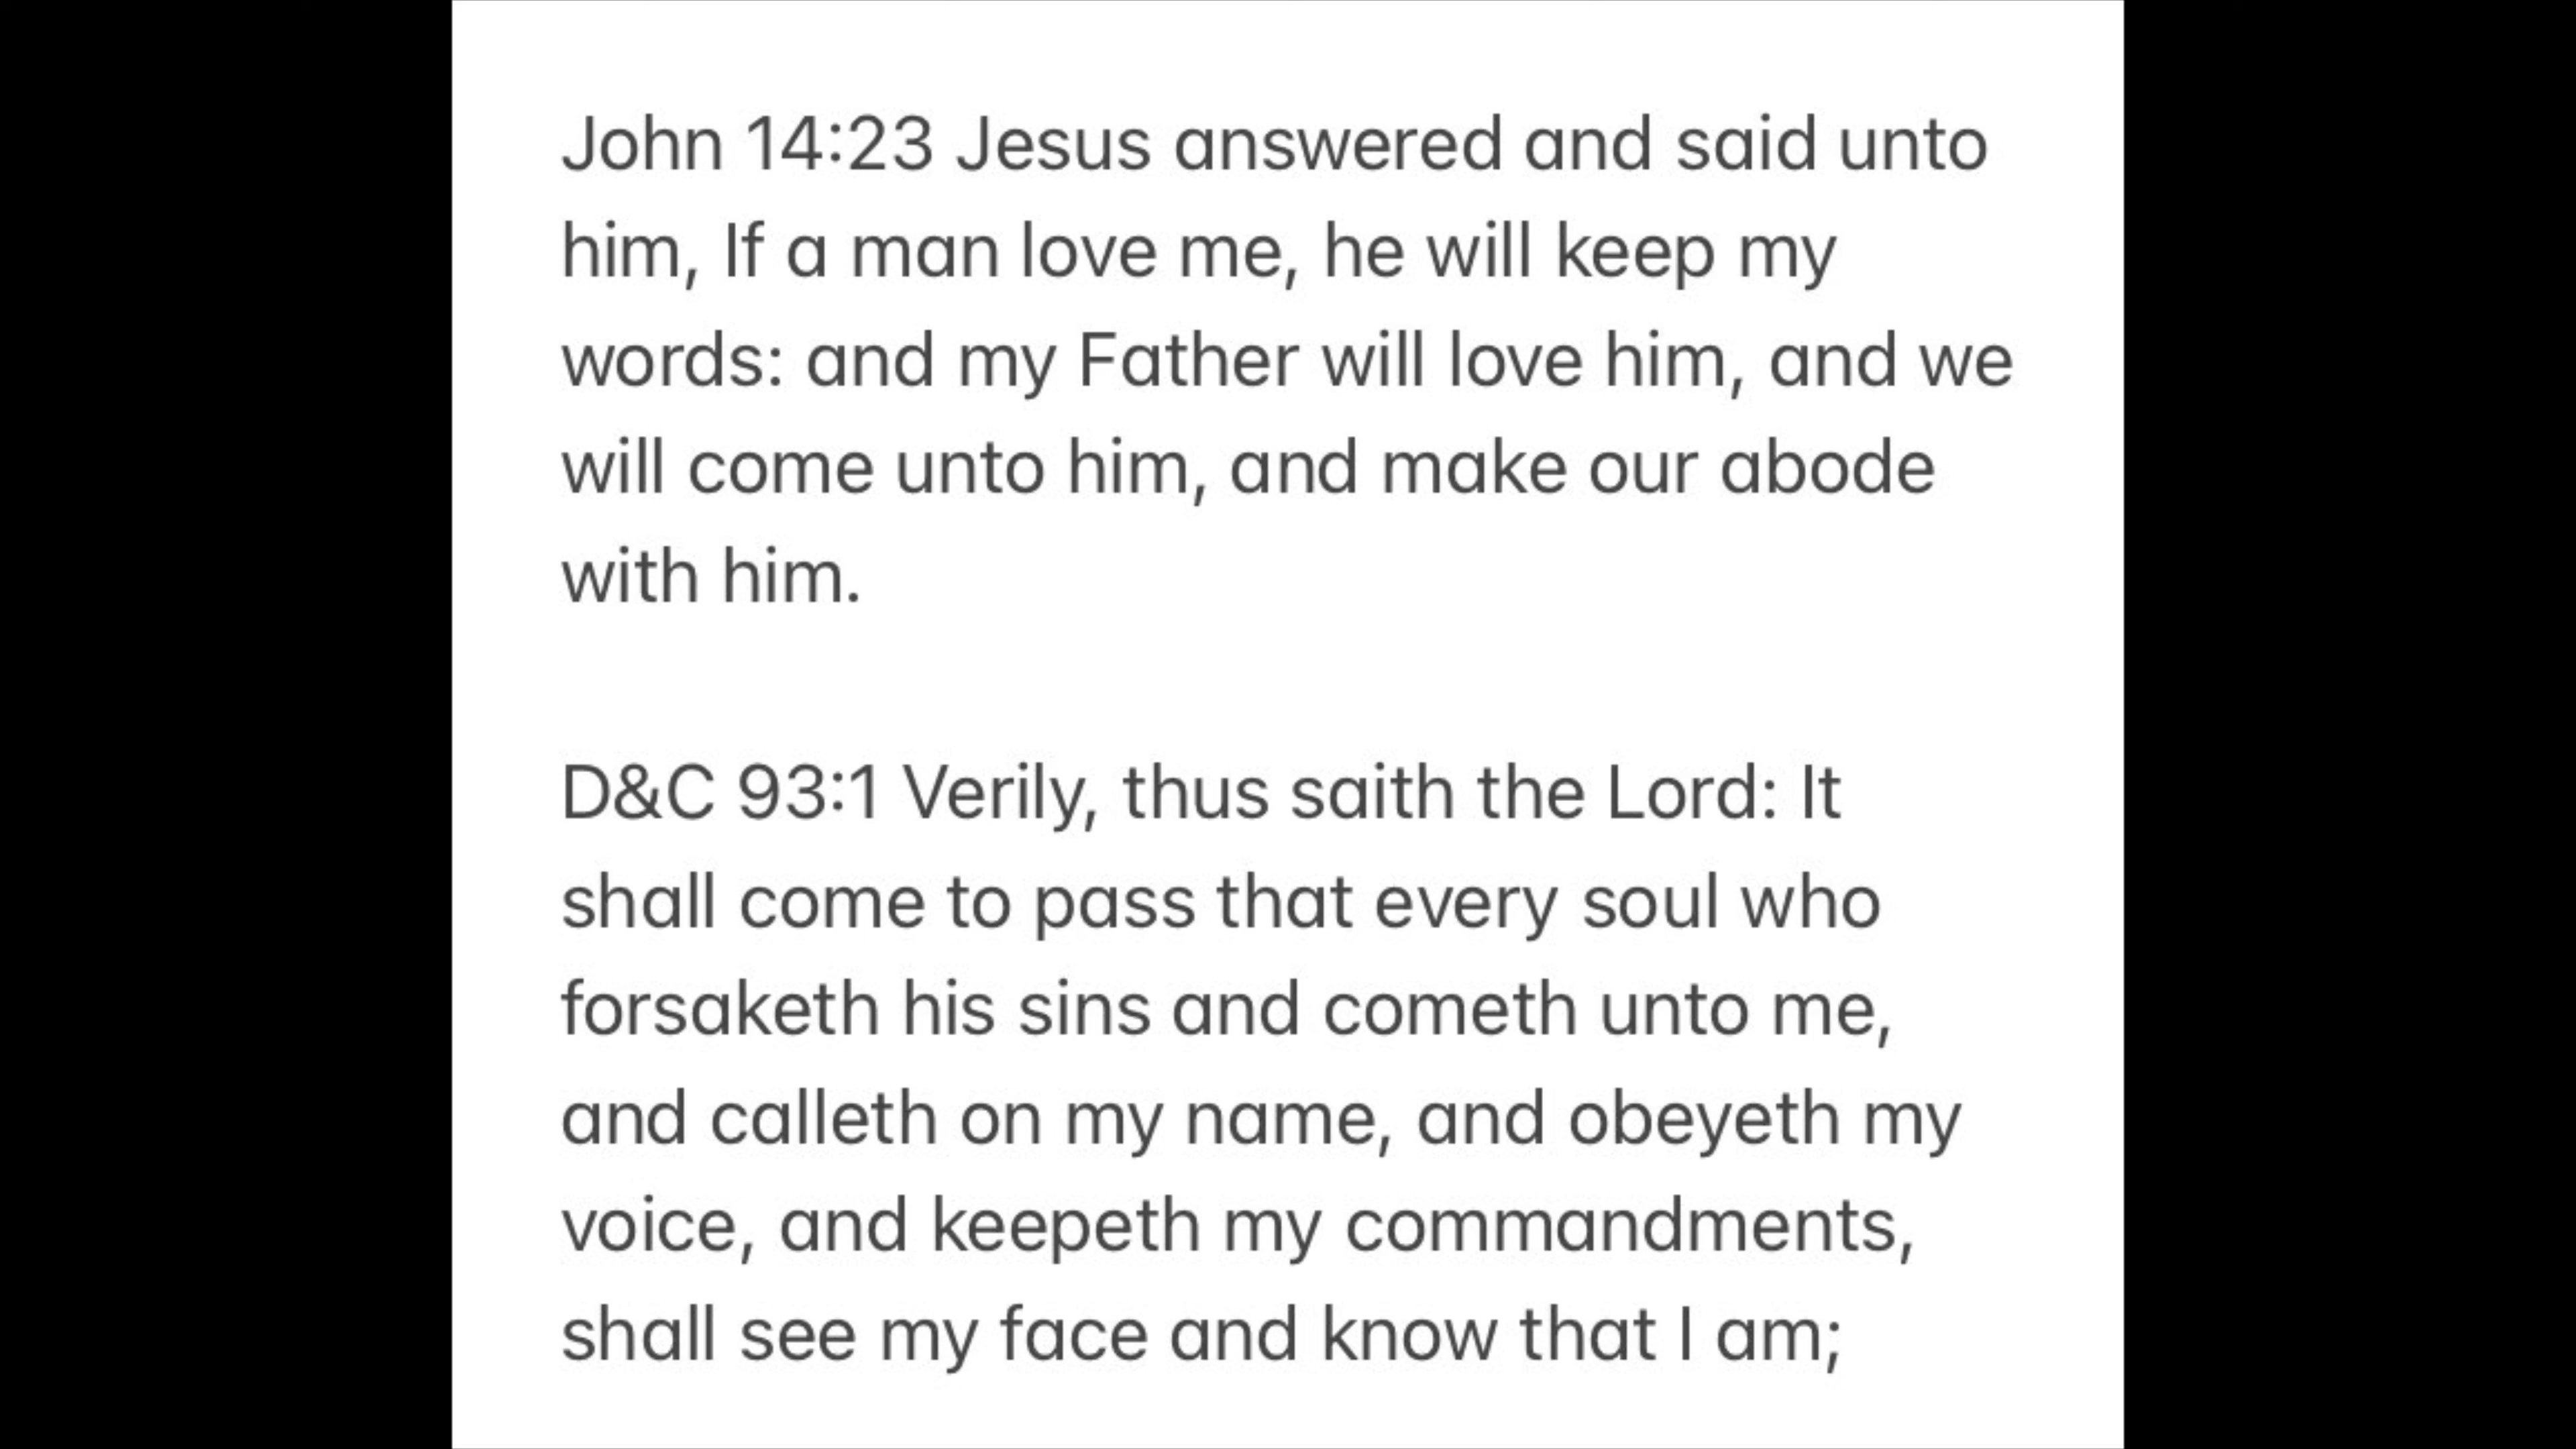 John 14:23 Jesus answered and said unto
him, If a man love me, he will keep my
words: and my Father will love him, and we
will come unto him, and make our abode
with him.
D&C 93:1 Verily, thus saith the Lord: It
shall come to pass that every soul who
forsaketh his sins and cometh unto me,
and calleth on my name, and obeyeth my
voice, and keepeth my commandments,
shall see my face and know that I am;